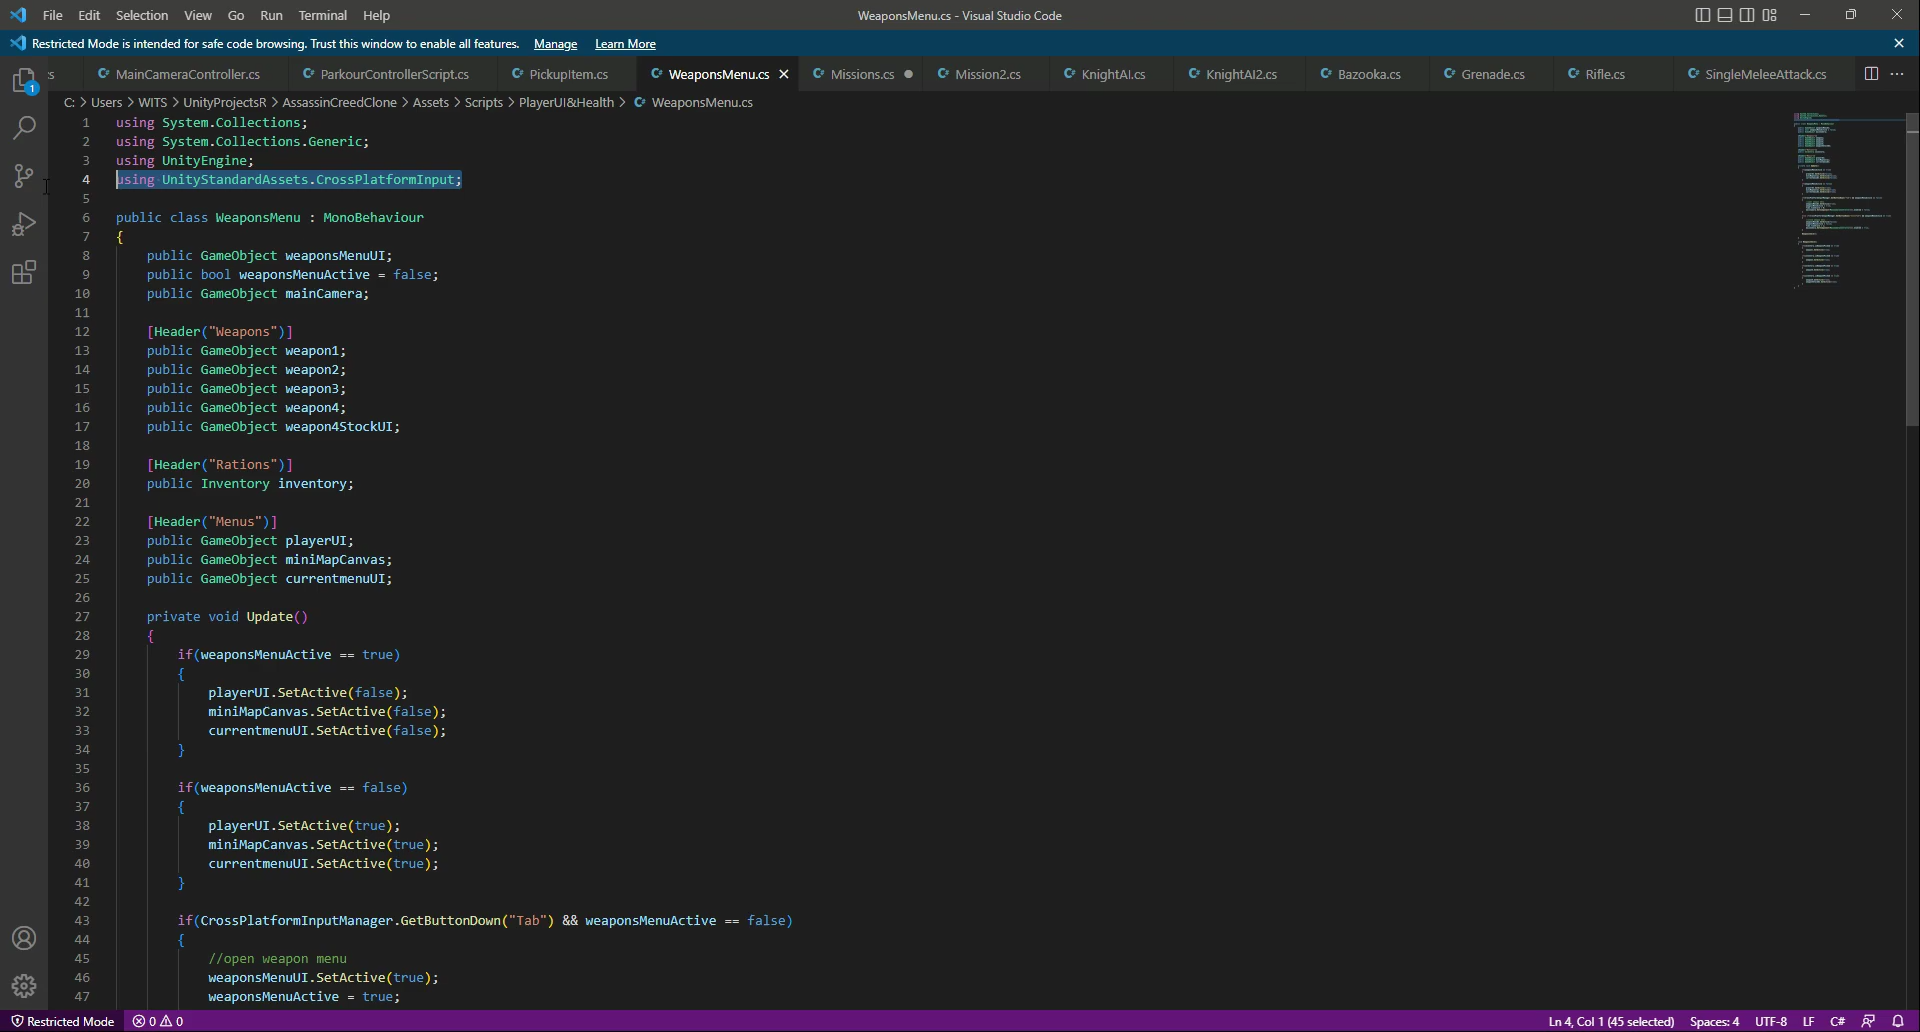 File Edit Selection View Go Run Terminal Help WeaponsMenu.cs - Visual Studio Code
Restricted Mode is intended for safe code browsing. Trust this window to enable all features. Manage Learn More
cs MainCameraController.cs ParkourControllerScript.cs PickupItem.cs WeaponsMenu.cs Missions.cs Mission2.cs KnightAI.cs KnightAI2.cs Bazooka.cs Grenade.cs Rifle.cs SingleMeleeAttack.cs
C: > Users > WITS > UnityProjectsR > AssassinCreedClone > Assets > Scripts > PlayerUI&Health > WeaponsMenu.cs
1 using System.Collections;
2 using System.Collections.Generic;
3 using UnityEngine;
4 using UnityStandardAssets.CrossPlatformInput;
5
6 public class WeaponsMenu : MonoBehaviour
7 {
8 public GameObject weaponsMenuUI;
9 public bool weaponsMenuActive = false;
10 public GameObject mainCamera;
11
12 [Header("Weapons")]
13 public GameObject weapon1;
14 public GameObject weapon2;
15 public GameObject weapon3;
16 public GameObject weapon4;
17 public GameObject weapon4StockUI;
18
19 [Header("Rations")]
20 public Inventory inventory;
21
22 [Header("Menus")]
23 public GameObject playerUI;
24 public GameObject miniMapCanvas;
25 public GameObject currentmenuUI;
26
27 private void Update()
28 {
29 if(weaponsMenuActive == true)
30 {
31 playerUI.SetActive(false);
32 miniMapCanvas.SetActive(false);
33 currentmenuUI.SetActive(false);
34 }
35
36 if(weaponsMenuActive == false)
37 {
38 playerUI.SetActive(true);
39 miniMapCanvas.SetActive(true);
40 currentmenuUI.SetActive(true);
41 }
42
43 if(CrossPlatformInputManager.GetButtonDown("Tab") && weaponsMenuActive == false)
44 {
45 //open weapon menu
46 weaponsMenuUI.SetActive(true);
47 weaponsMenuActive = true;
1
Restricted Mode 0 0 Ln 4, Col 1 (45 selected) Spaces: 4 UTF-8 LF C#